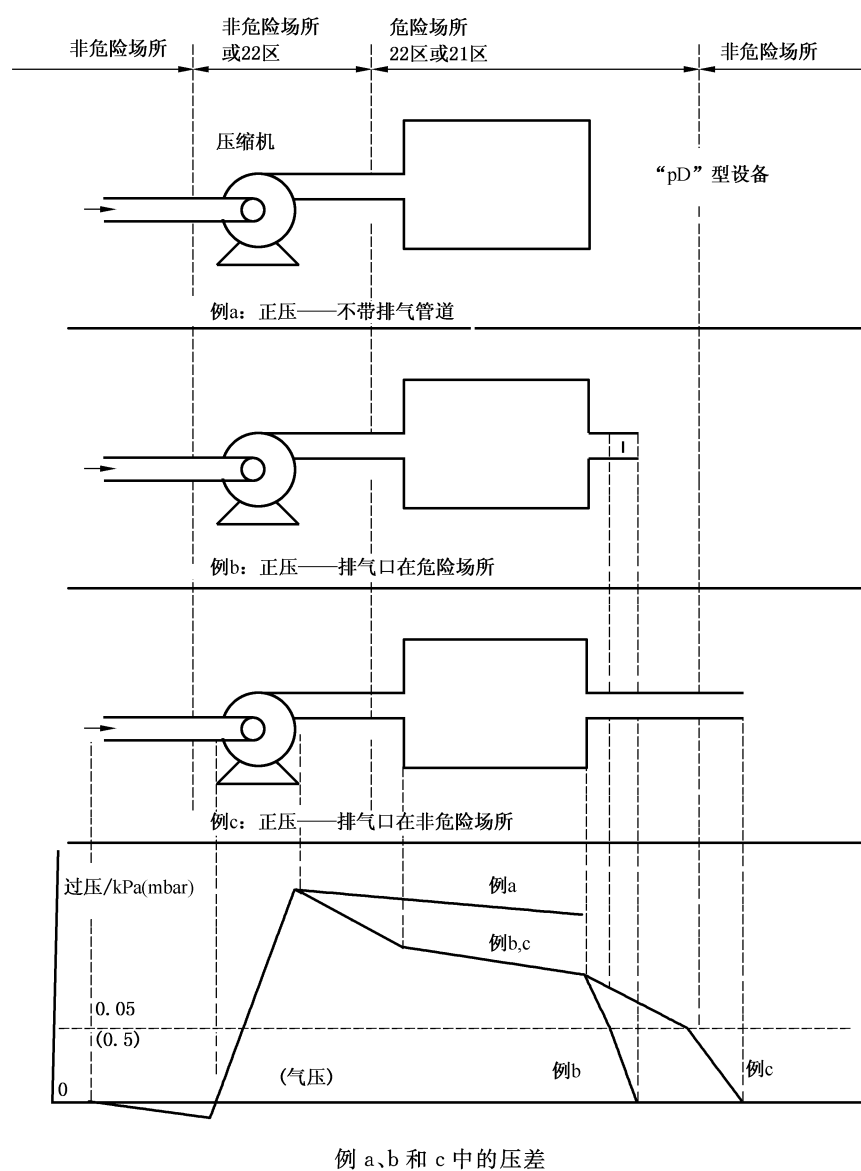 非危险场所
非危险场所
或22区
危险场所
22区或21区
非危险场所
压缩机
“pD”型设备
例a：正压——不带排气管道
例b：正压——排气口在危险场所
例c：正压——排气口在非危险场所
过压/kPa(mbar)
例a
例b,c
0.05
(0.5)
(气压)
例b
例c
0
例 a、b 和 c 中的压差